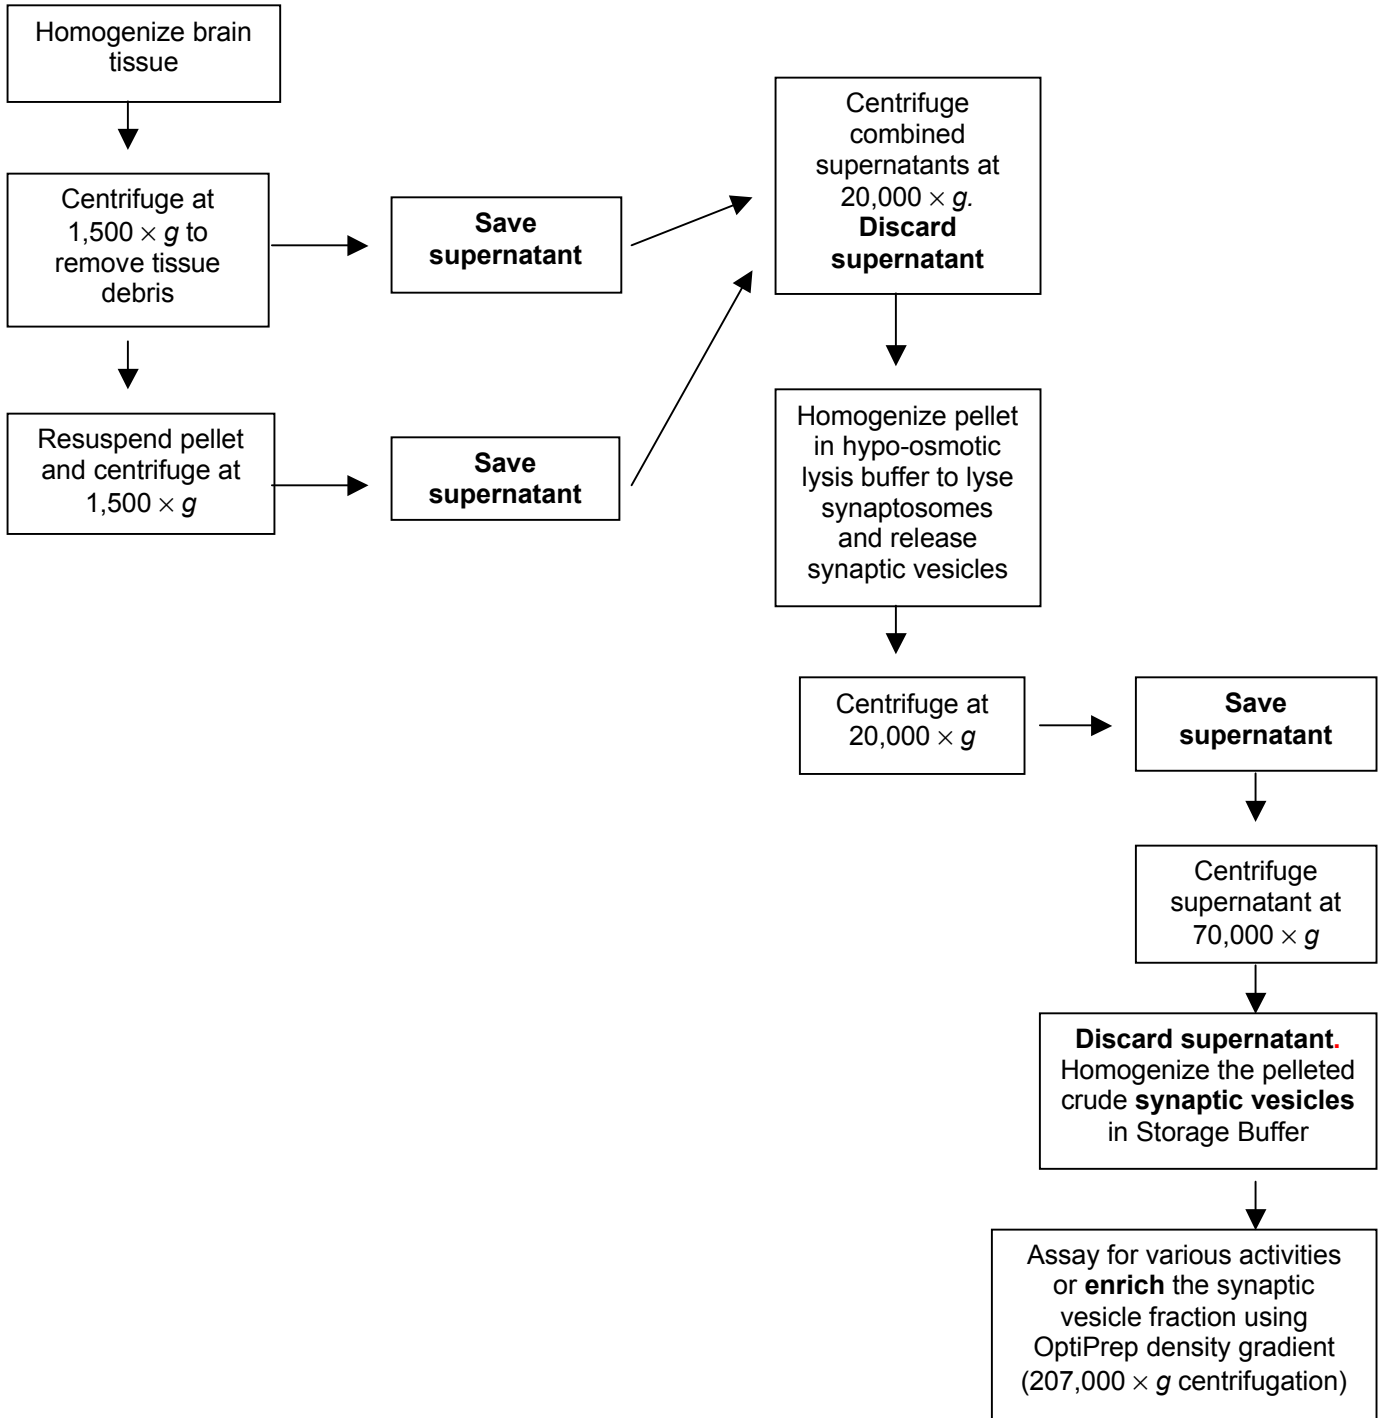 Homogenize brain
tissue
Centrifuge at
1,500 × g to
remove tissue
debris
Save
supernatant
Resuspend pellet
and centrifuge at
1,500 × g
Save
supernatant
Centrifuge
combined
supernatants at
20,000 × g.
Discard
supernatant
Homogenize pellet
in hypo-osmotic
lysis buffer to lyse
synaptosomes
and release
synaptic vesicles
Centrifuge at
20,000 × g
Save
supernatant
Centrifuge
supernatant at
70,000 × g
Discard supernatant.
Homogenize the pelleted
crude synaptic vesicles
in Storage Buffer
Assay for various activities
or enrich the synaptic
vesicle fraction using
OptiPrep density gradient
(207,000 × g centrifugation)